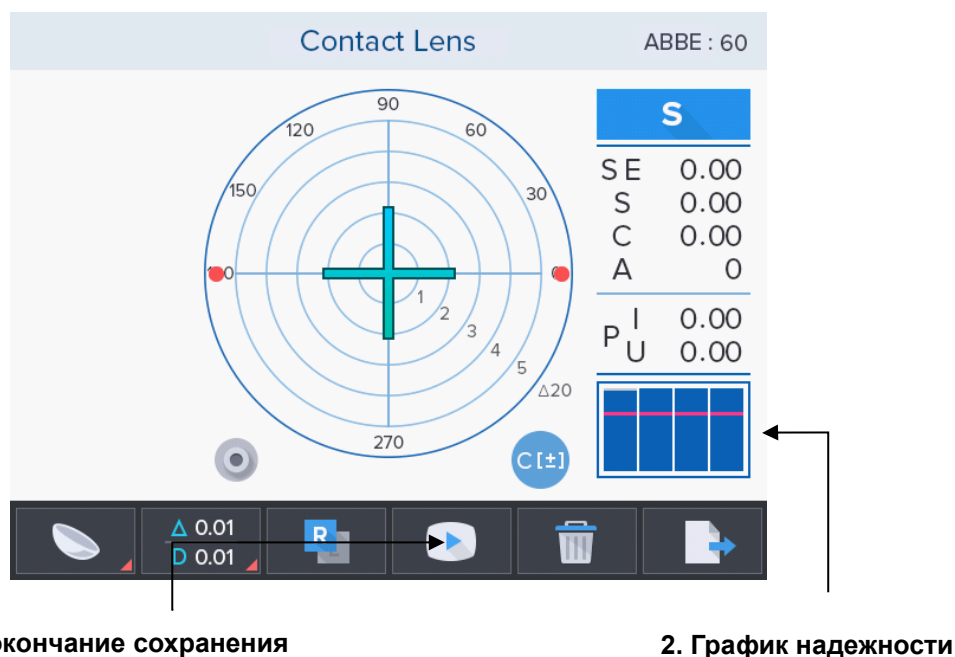 Contact Lens
ABBE : 60
90
120
60
150
30
1
2
3
4
5
Δ20
270
S
SE 0.00
S 0.00
C 0.00
A 0
P I 0.00
U 0.00
C[±]
Δ 0.01
D 0.01
R
L
сохранения
2. График надежности